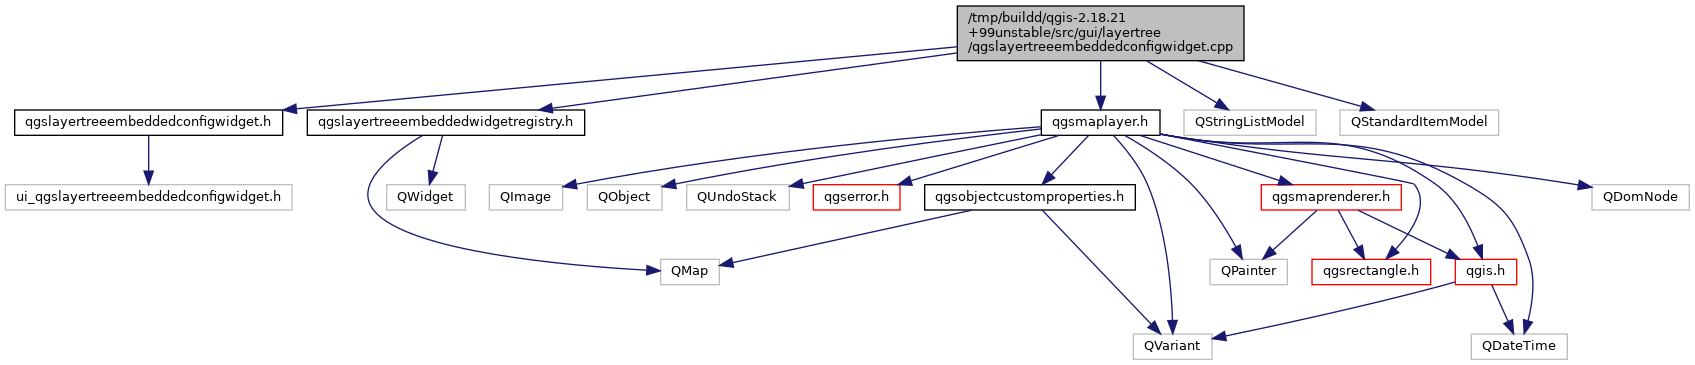 /tmp/buildd/qgis-2.18.21
+99unstable/src/gui/layertree
/qgslayertreeembeddedconfigwidget.cpp
qgslayertreeembeddedconfigwidget.h
qgslayertreeembeddedwidgetregistry.h
qgsmaplayer.h
QStringListModel
QStandardItemModel
ui_qgslayertreeembeddedconfigwidget.h
QWidget
QImage
QObject
QUndoStack
qgserror.h
qgsobjectcustomproperties.h
qgsmaprenderer.h
QDomNode
QMap
QPainter
qgsrectangle.h
qgis.h
QVariant
QDateTime